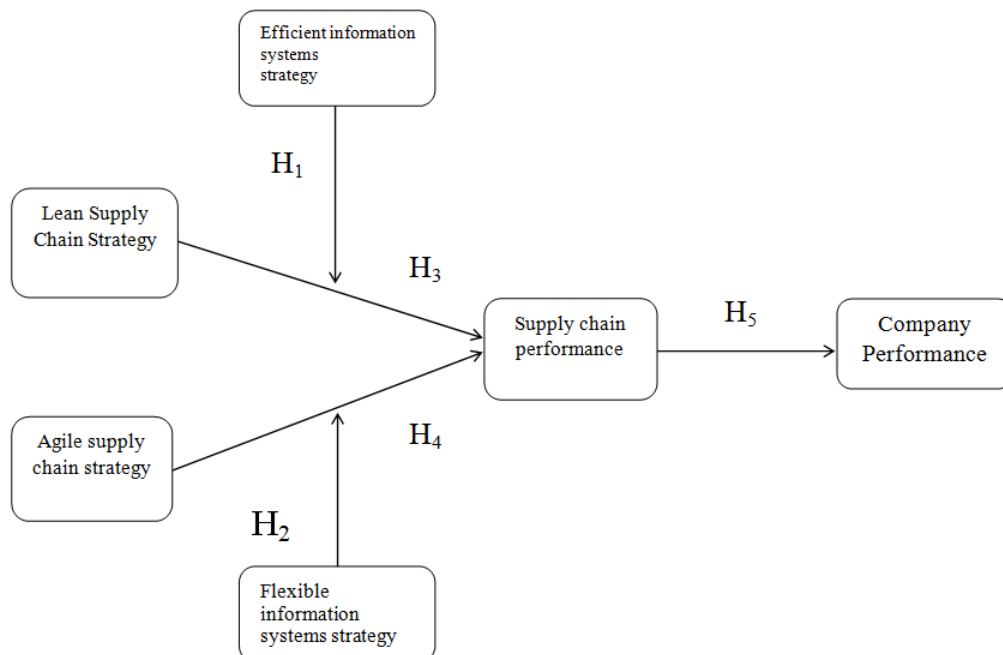 Efficient information
systems
strategy
H₁
Lean Supply
Chain Strategy
H₃
Supply chain
performance
H₅
Company
Performance
Agile supply
chain strategy
H₄
H₂
Flexible
information
systems strategy